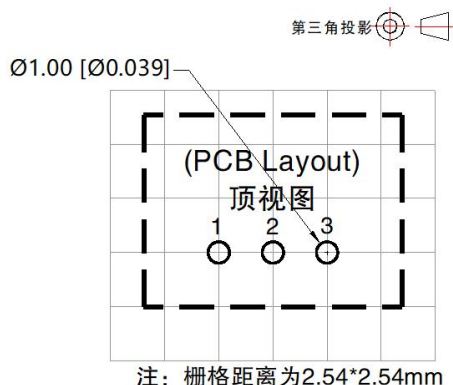 第三角投影
Ø1.00 [Ø0.039]
(PCB Layout)
顶视图
1 2 3
注：栅格距离为2.54*2.54mm